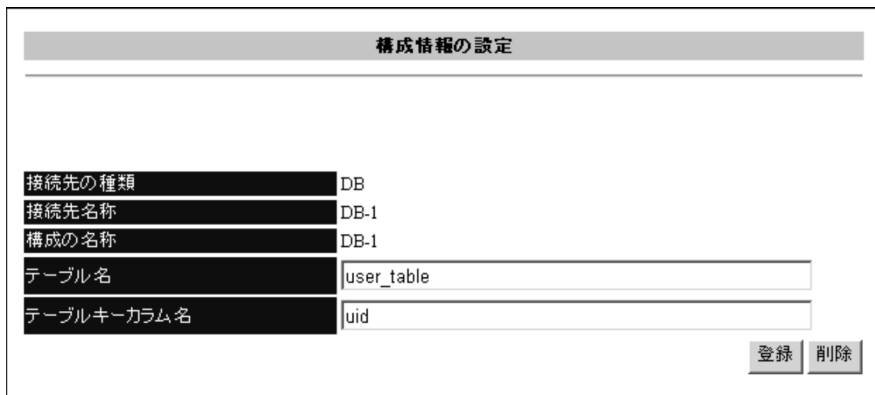 構成情報の設定
接続先の種類 DB
接続先名称 DB-1
構成の名称 DB-1
テーブル名 user_table
テーブルキーカラム名 uid
登録 削除